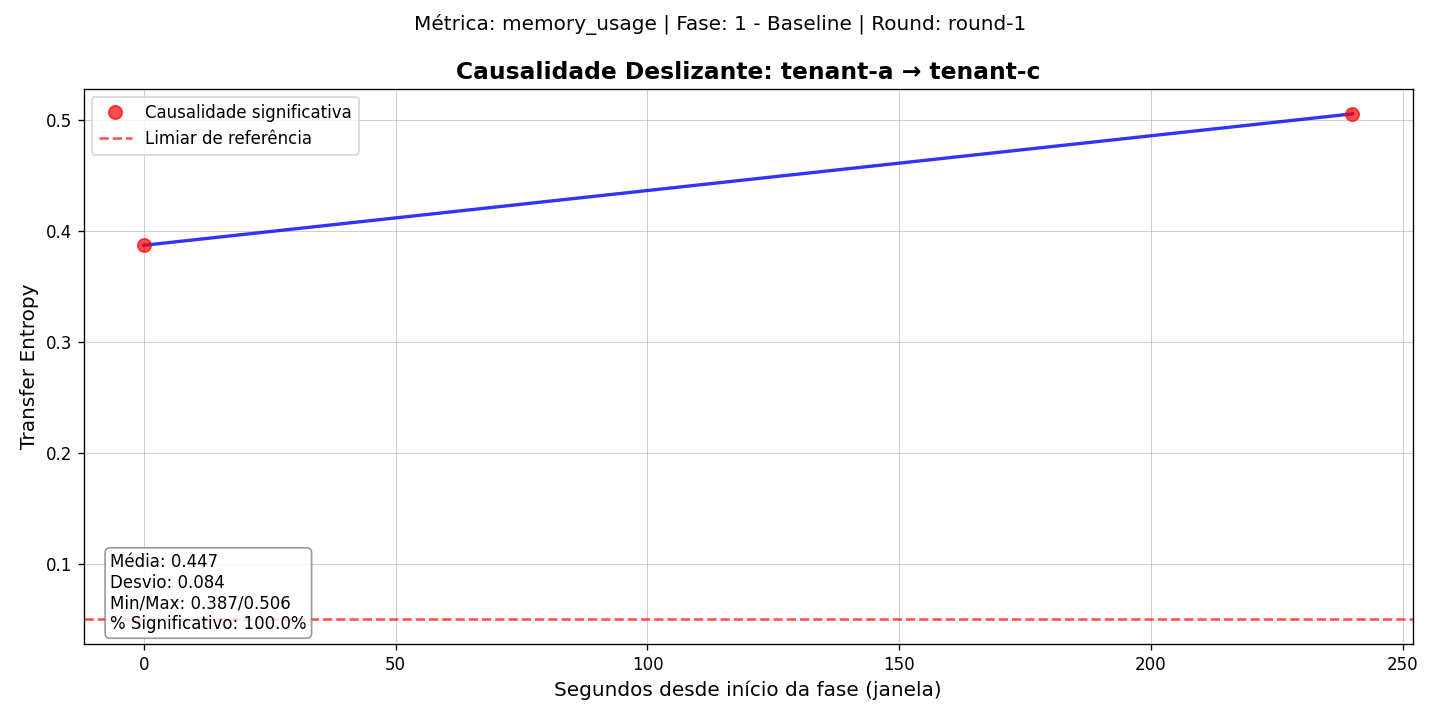 Métrica: memory_usage | Fase: 1 - Baseline | Round: round-1
Causalidade Deslizante: tenant-a → tenant-c
Causalidade significativa
Limiar de referência
Transfer Entropy
0.5
0.4
0.3
0.2
0.1
Média: 0.447
Desvio: 0.084
Min/Max: 0.387/0.506
% Significativo: 100.0%
0
50
100
150
200
250
Segundos desde início da fase (janela)